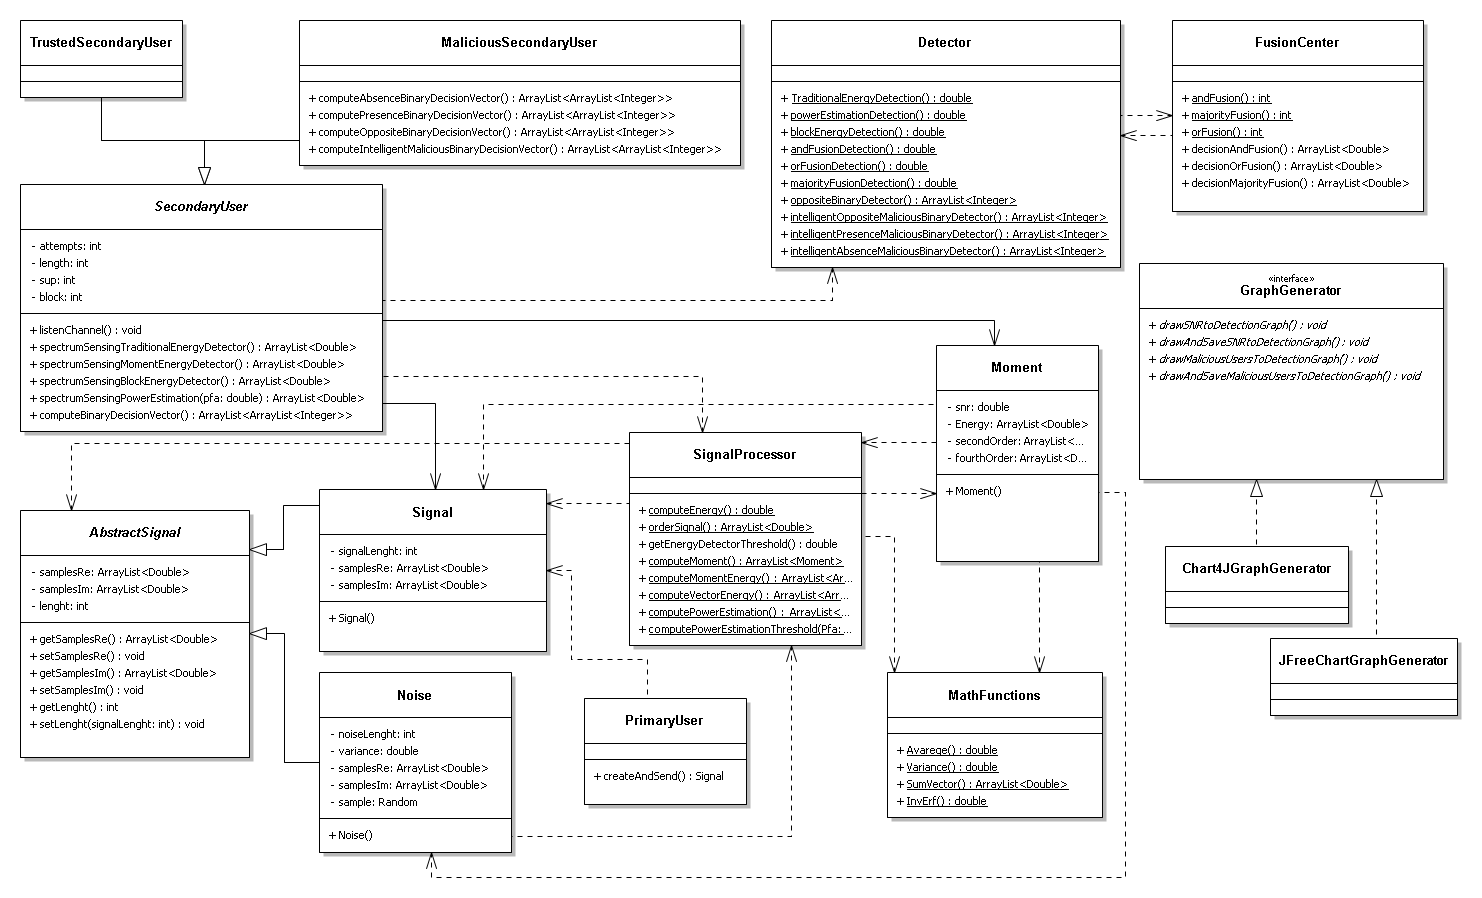 TrustedSecondaryUser
MaliciousSecondaryUser
+ computeAbsenceBinaryDecisionVector() : ArrayList<ArrayList<Integer>>
+ computePresenceBinaryDecisionVector() : ArrayList<ArrayList<Integer>>
+ computeOppositeBinaryDecisionVector() : ArrayList<ArrayList<Integer>>
+ computeIntelligentMaliciousBinaryDecisionVector() : ArrayList<ArrayList<Integer>>
Detector
+ TraditionalEnergyDetection() : double
+ powerEstimationDetection() : double
+ blockEnergyDetection() : double
+ andFusionDetection() : double
+ orFusionDetection() : double
+ majorityFusionDetection() : double
+ oppositeBinaryDetector() : ArrayList<Integer>
+ intelligentOppositeMaliciousBinaryDetector() : ArrayList<Integer>
+ intelligentPresenceMaliciousBinaryDetector() : ArrayList<Integer>
+ intelligentAbsenceMaliciousBinaryDetector() : ArrayList<Integer>
FusionCenter
+ andFusion() : int
+ majorityFusion() : int
+ orFusion() : int
+ decisionAndFusion() : ArrayList<Double>
+ decisionOrFusion() : ArrayList<Double>
+ decisionMajorityFusion() : ArrayList<Double>
SecondaryUser
- attempts: int
- length: int
- sup: int
- block: int
+ listenChannel() : void
+ spectrumSensingTraditionalEnergyDetector() : ArrayList<Double>
+ spectrumSensingMomentEnergyDetector() : ArrayList<Double>
+ spectrumSensingBlockEnergyDetector() : ArrayList<Double>
+ spectrumSensingPowerEstimation(pfa: double) : ArrayList<Double>
+ computeBinaryDecisionVector() : ArrayList<ArrayList<Integer>>
«interface»
GraphGenerator
+ drawSNRtoDetectionGraph() : void
+ drawAndSaveSNRtoDetectionGraph() : void
+ drawMaliciousUsersToDetectionGraph() : void
+ drawAndSaveMaliciousUsersToDetectionGraph() : void
Moment
- snr: double
- Energy: ArrayList<Double>
- secondOrder: ArrayList<...
- fourthOrder: ArrayList<D...
+ Moment()
SignalProcessor
+ computeEnergy() : double
+ orderSignal() : ArrayList<Double>
+ getEnergyDetectorThreshold() : double
+ computeMoment() : ArrayList<Moment>
+ computeMomentEnergy() : ArrayList<Ar...
+ computeVectorEnergy() : ArrayList<Arr...
+ computePowerEstimation() : ArrayList<...
+ computePowerEstimationThreshold(Pfa: ...
AbstractSignal
- samplesRe: ArrayList<Double>
- samplesIm: ArrayList<Double>
- lenght: int
+ getSamplesRe() : ArrayList<Double>
+ setSamplesRe() : void
+ getSamplesIm() : ArrayList<Double>
+ setSamplesIm() : void
+ getLenght() : int
+ setLenght(signalLenght: int) : void
Signal
- signalLenght: int
- samplesRe: ArrayList<Double>
- samplesIm: ArrayList<Double>
+ Signal()
Chart4JGraphGenerator
JFreeChartGraphGenerator
Noise
- noiseLenght: int
- variance: double
- samplesRe: ArrayList<Double>
- samplesIm: ArrayList<Double>
- sample: Random
+ Noise()
PrimaryUser
+ createAndSend() : Signal
MathFunctions
+ Avarege() : double
+ Variance() : double
+ SumVector() : ArrayList<Double>
+ InvErf() : double